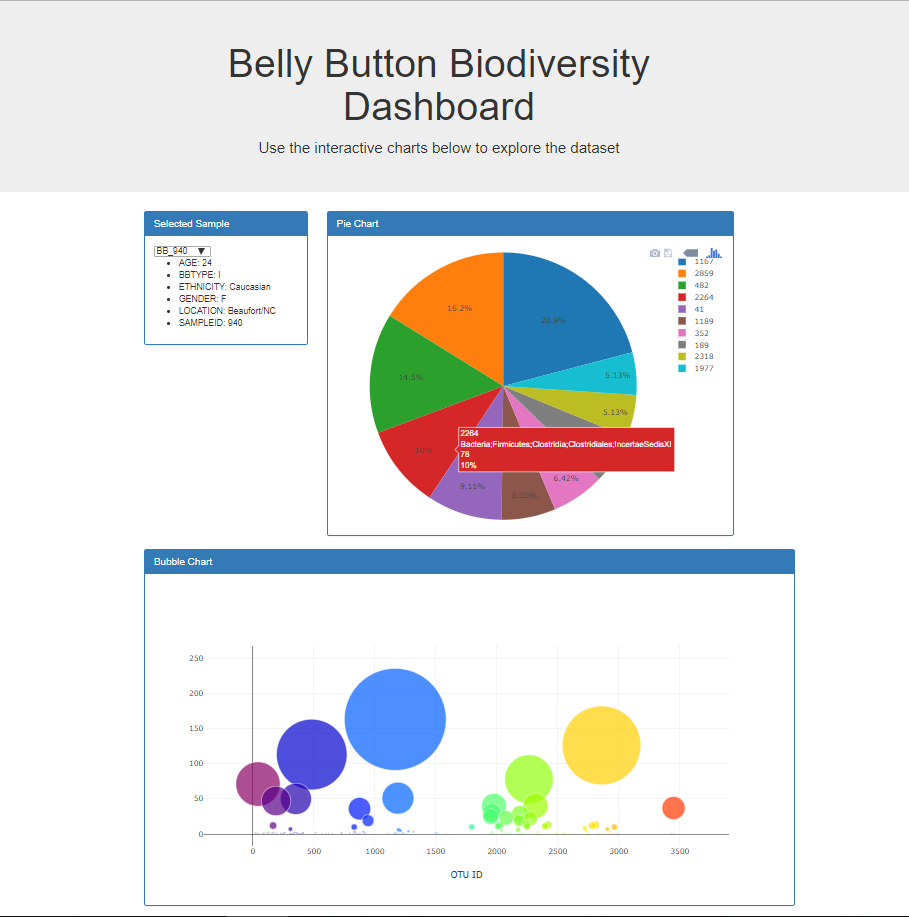 Belly Button Biodiversity
Dashboard
Use the interactive charts below to explore the dataset
Selected Sample
BB_940
AGE: 24
BBTYPE: I
ETHNICITY: Caucasian
GENDER: F
LOCATION: Beaufort/NC
SAMPLEID: 940
Pie Chart
1167
2859
482
2264
41
1189
352
189
2318
1977
16.2%
20.9%
14.5%
5.13%
5.13%
10%
9.11%
6.55%
6.42%
2264
Bacteria;Firmicutes;Clostridia;Clostridiales;IncertaeSedisXI
78
10%
Bubble Chart
250
200
150
100
50
0
0
500
1000
1500
2000
2500
3000
3500
OTU ID